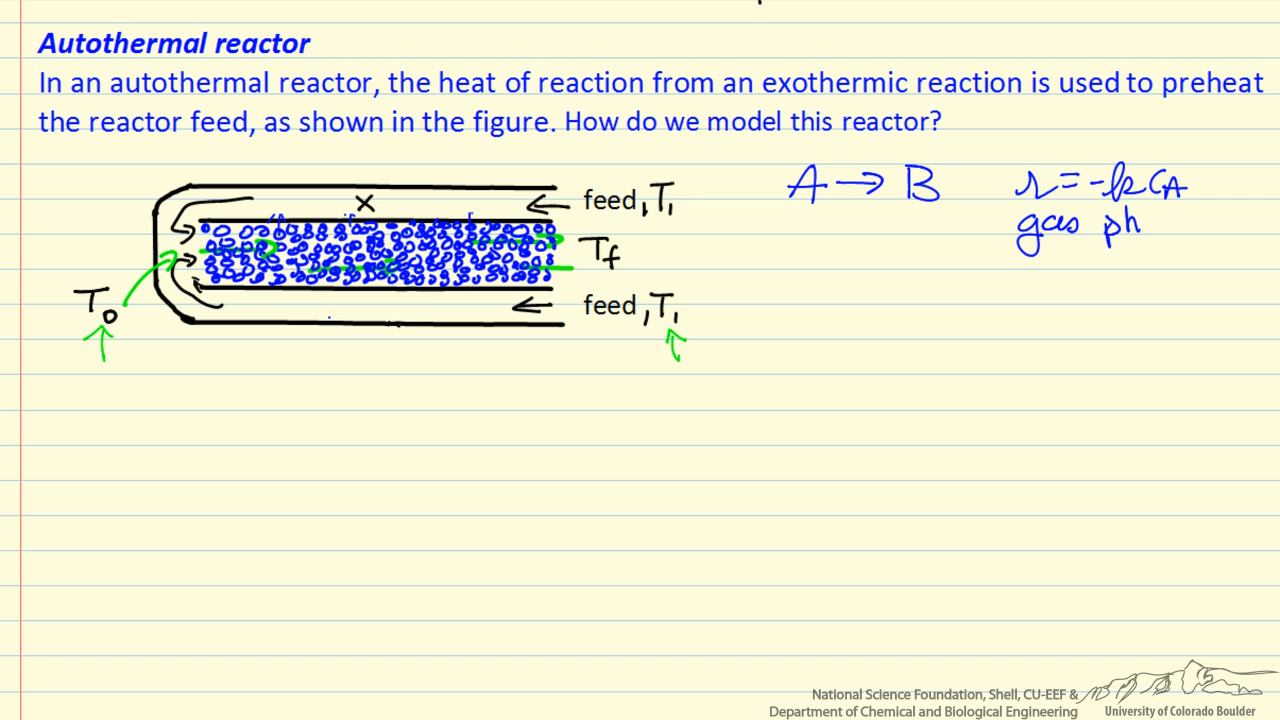 Autothermal reactor
In an autothermal reactor, the heat of reaction from an exothermic reaction is used to preheat
the reactor feed, as shown in the figure. How do we model this reactor?
A → B r = -kCA
gas ph
x
feed, T1
Tf
feed, T1
T0
National Science Foundation, Shell, CU-EEF &
Department of Chemical and Biological Engineering
University of Colorado Boulder